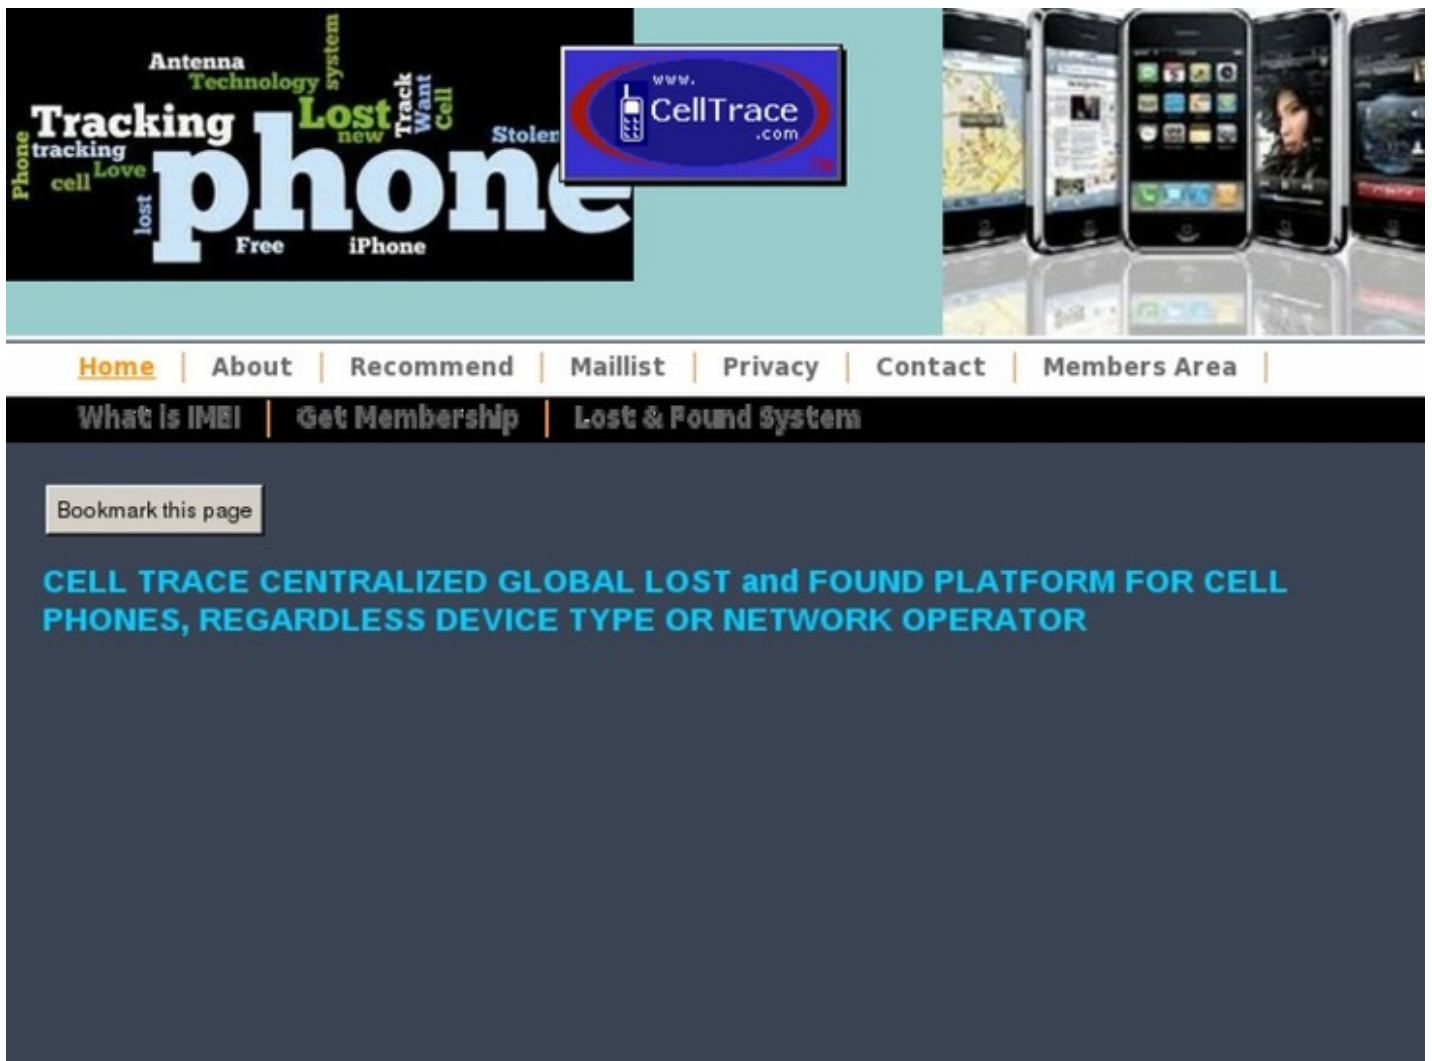 system
Antenna
Technology
Track
Want
Cell
Lost
new
Tracking
Stolen
tracking
Phone
Love
cell
phone
lost
Free
iPhone
www.
CellTrace
.com
TM
Home | About | Recommend | Maillist | Privacy | Contact | Members Area |
What is IMEI | Get Membership | Lost & Found System
Bookmark this page
CELL TRACE CENTRALIZED GLOBAL LOST and FOUND PLATFORM FOR CELL
PHONES, REGARDLESS DEVICE TYPE OR NETWORK OPERATOR